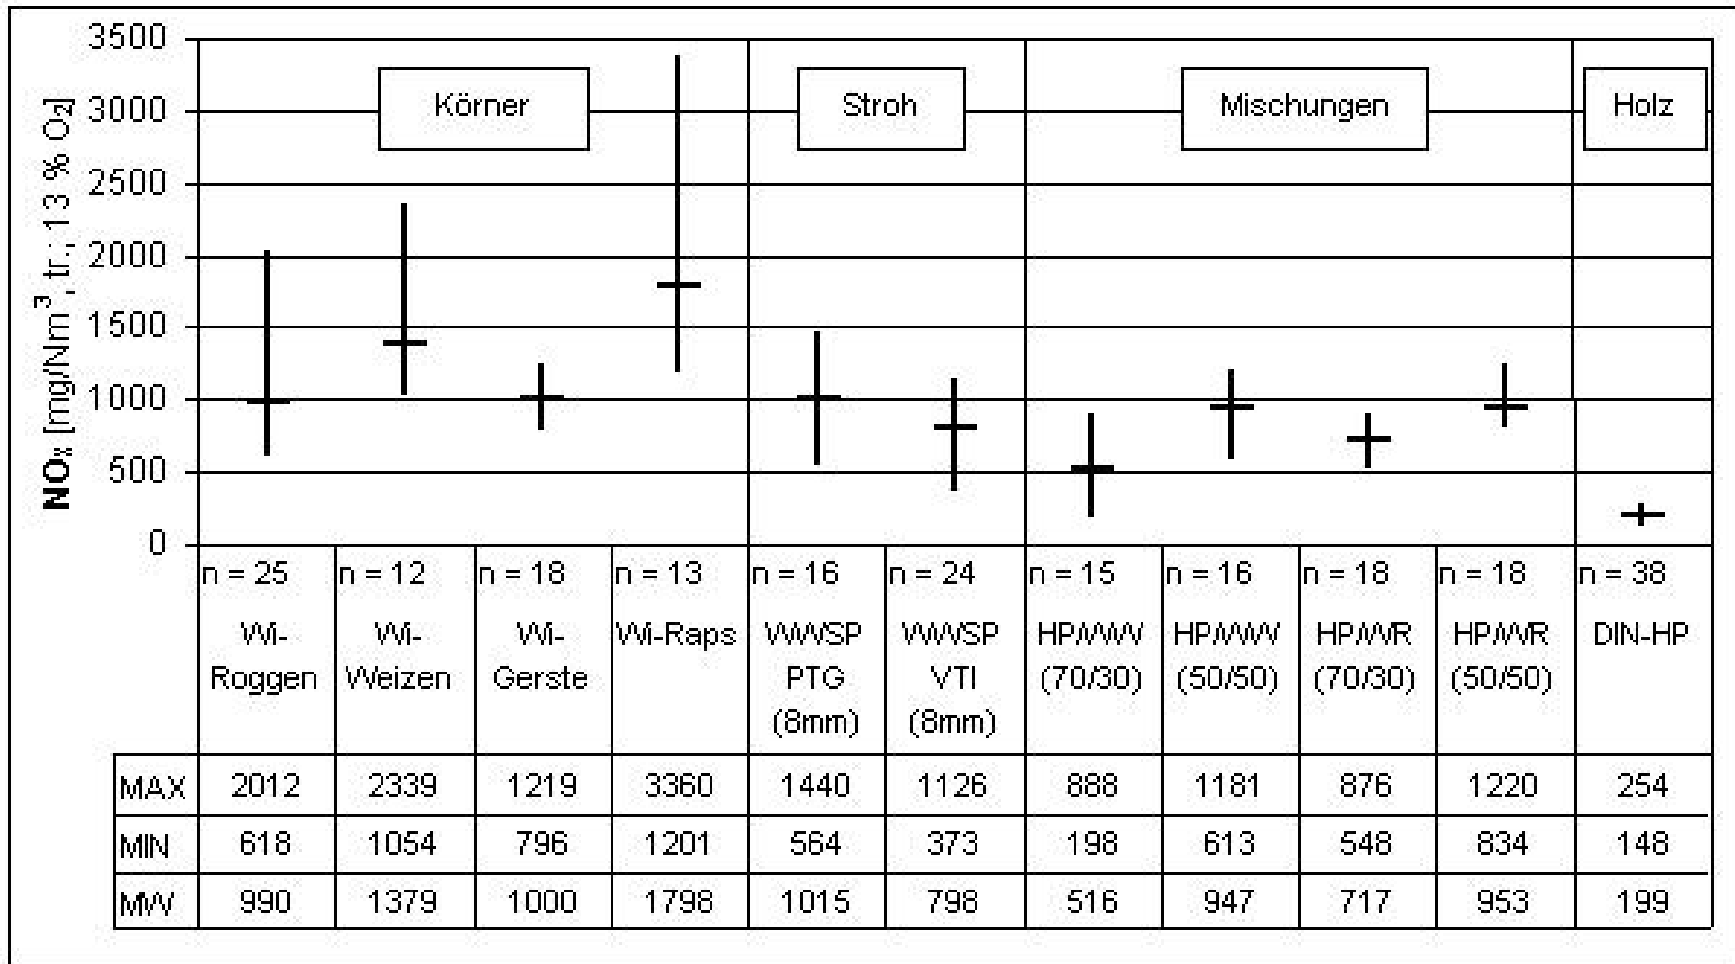 NOx [mg/Nm³, tr.; 13 % O₂]
3500
3000
2500
2000
1500
1000
500
0
Körner
Stroh
Mischungen
Holz
n = 25
n = 12
n = 18
n = 13
n = 16
n = 24
n = 15
n = 16
n = 18
n = 18
n = 38
Wi-
Roggen
Wi-
Weizen
Wi-
Gerste
Wi-Raps
WWSP
PTG
(8mm)
WWSP
VTI
(8mm)
HP/WW
(70/30)
HP/WW
(50/50)
HP/WR
(70/30)
HP/WR
(50/50)
DIN-HP
MAX 2012 2339 1219 3360 1440 1126 888 1181 876 1220 254
MIN 618 1054 796 1201 564 373 198 613 548 834 148
MW 990 1379 1000 1798 1015 798 516 947 717 953 199